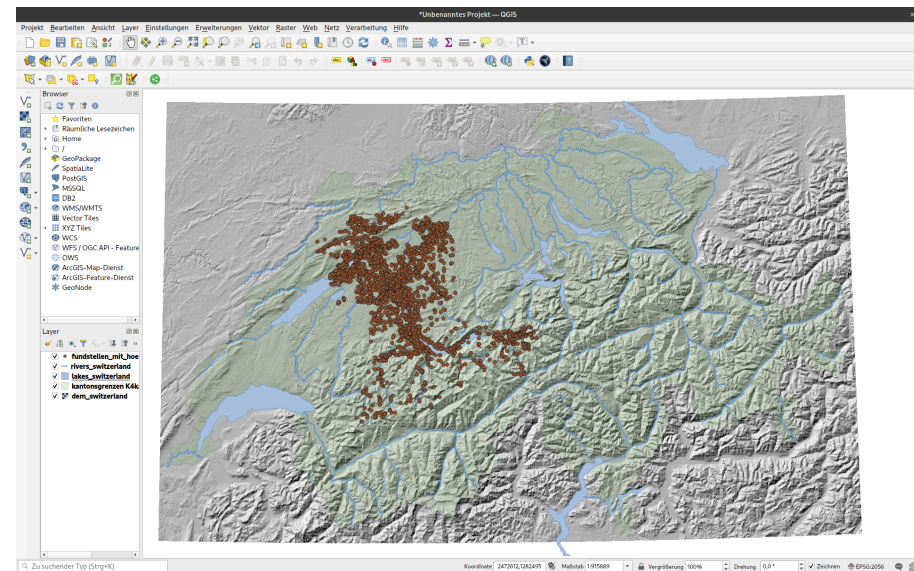 *Unbenanntes Projekt — QGIS
Projekt Bearbeiten Ansicht Layer Einstellungen Erweiterungen Vektor Raster Web Netz Verarbeitung Hilfe
Browser
Favoriten
Räumliche Lesezeichen
Home
/
GeoPackage
SpatiaLite
PostGIS
MSSQL
DB2
WMS/WMTS
Vector Tiles
XYZ Tiles
WCS
WFS / OGC API - Feature
OWS
ArcGIS-Map-Dienst
ArcGIS-Feature-Dienst
GeoNode
Layer
fundstellen_mit_hoe
rivers_switzerland
lakes_switzerland
kantonsgrenzen K4k
dem_switzerland
Zu suchender Typ (Strg+K) Koordinate 2472612,1282495 Maßstab 1:915889 Vergrößerung 100% Drehung 0,0 ° Zeichnen EPSG:2056